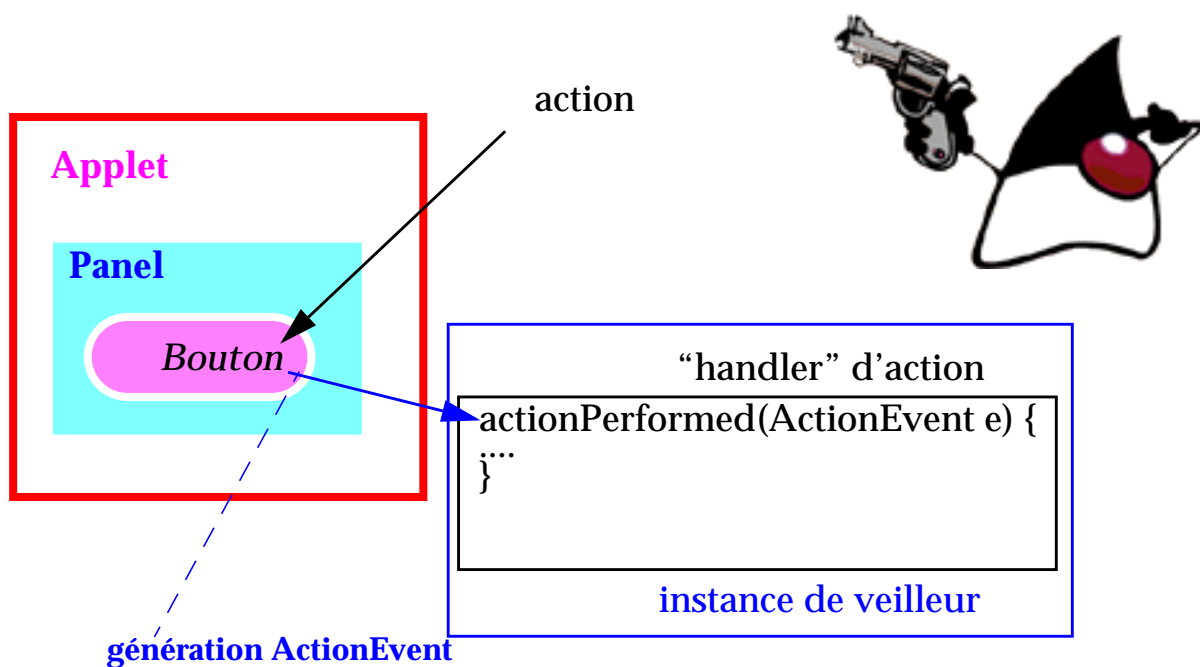 action
Applet
Panel
Bouton
“handler” d’action
actionPerformed(ActionEvent e) {
....
}
instance de veilleur
génération ActionEvent